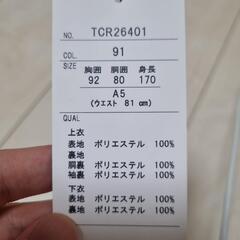 NO. TCR26401
COL. 91
SIZE 胸囲 胴囲 身長
92 80 170
A5
(ウエスト 81 cm)
QUAL
上衣
表地 ポリエステル 100%
裏地
胴裏 ポリエステル 100%
袖裏 ポリエステル 100%
下衣
表地 ポリエステル 100%
裏地 ポリエステル 100%